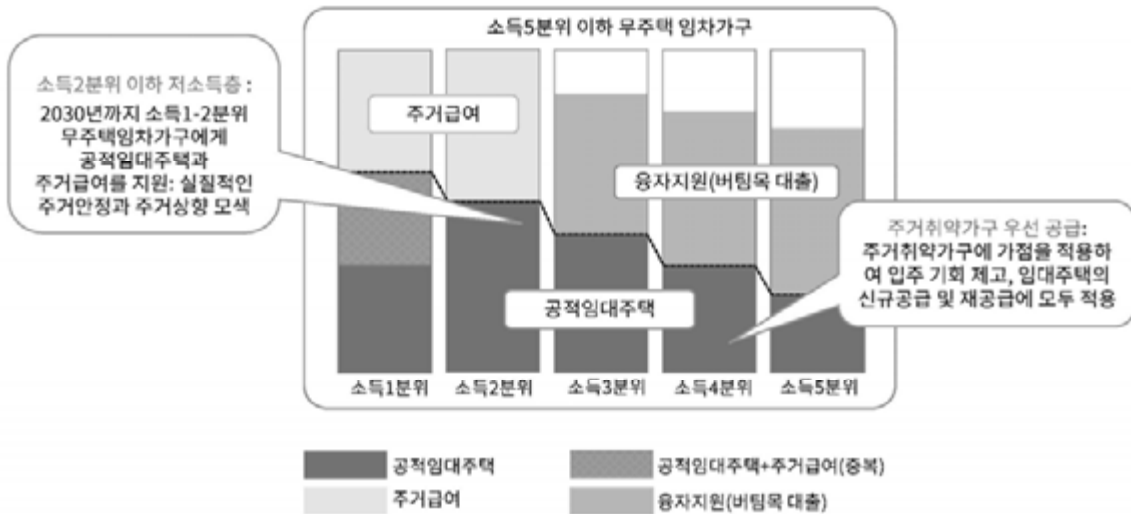 소득5분위 이하 무주택 임차가구
소득2분위 이하 저소득층 :
2030년까지 소득1-2분위
무주택임차가구에게
공적임대주택과
주거급여를 지원: 실질적인
주거안정과 주거상향 모색
주거급여
융자지원(버팀목 대출)
공적임대주택
주거취약가구 우선 공급:
주거취약가구에 가점을 적용하
여 입주 기회 제고, 임대주택의
신규공급 및 재공급에 모두 적용
소득1분위 소득2분위 소득3분위 소득4분위 소득5분위
공적임대주택 공적임대주택+주거급여(중복)
주거급여 융자지원(버팀목 대출)